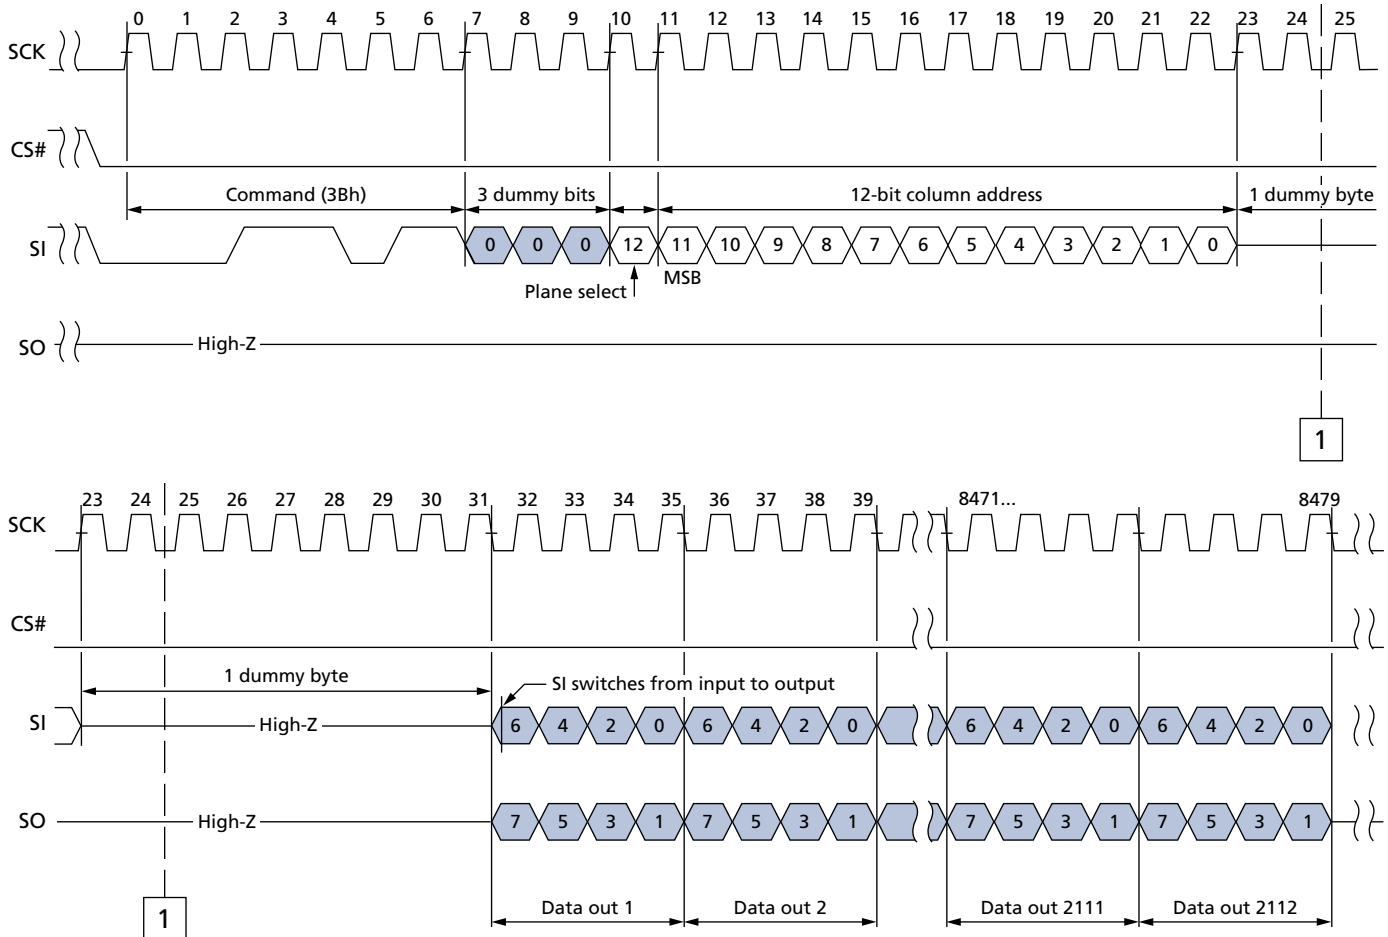 0 1 2 3 4 5 6 7 8 9 10 11 12 13 14 15 16 17 18 19 20 21 22 23 24 25
SCK
CS#
Command (3Bh) 3 dummy bits 12-bit column address 1 dummy byte
SI 0 0 0 12 11 10 9 8 7 6 5 4 3 2 1 0
Plane select MSB
SO High-Z
1
23 24 25 26 27 28 29 30 31 32 33 34 35 36 37 38 39 8471... 8479
SCK
CS#
1 dummy byte SI switches from input to output
SI High-Z 6 4 2 0 6 4 2 0 6 4 2 0 6 4 2 0
SO High-Z 7 5 3 1 7 5 3 1 7 5 3 1 7 5 3 1
1 Data out 1 Data out 2 Data out 2111 Data out 2112